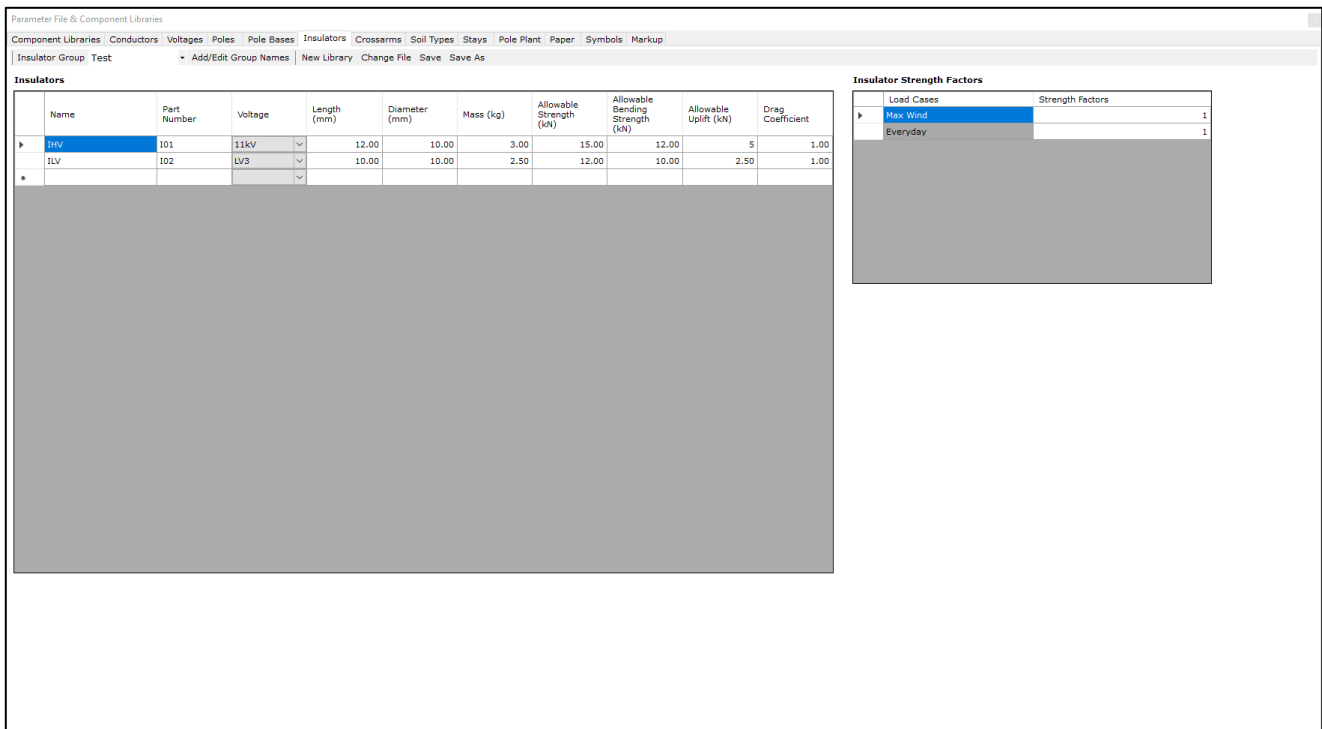 Parameter File & Component Libraries
Component Libraries Conductors Voltages Poles Pole Bases Insulators Crossarms Soil Types Stays Pole Plant Paper Symbols Markup
Insulator Group Test Add/Edit Group Names New Library Change File Save Save As
Insulators
Name Part Number Voltage Length (mm) Diameter (mm) Mass (kg) Allowable Strength (kN) Allowable Bending Strength (kN) Allowable Uplift (kN) Drag Coefficient
IHV I01 11kV 12.00 10.00 3.00 15.00 12.00 5 1.00
ILV I02 LV3 10.00 10.00 2.50 12.00 10.00 2.50 1.00
Insulator Strength Factors
Load Cases Strength Factors
Max Wind 1
Everyday 1